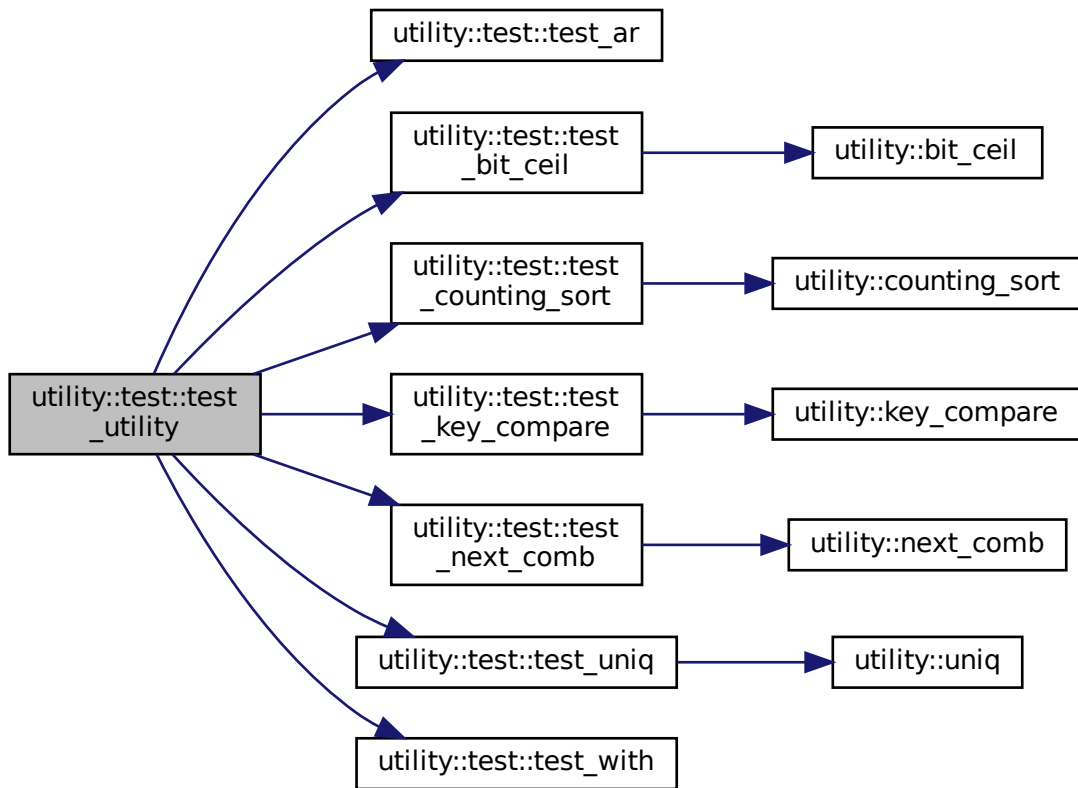 utility::test::test_ar
utility::test::test
_bit_ceil
utility::bit_ceil
utility::test::test
_counting_sort
utility::counting_sort
utility::test::test
_utility
utility::test::test
_key_compare
utility::key_compare
utility::test::test
_next_comb
utility::next_comb
utility::test::test_uniq
utility::uniq
utility::test::test_with